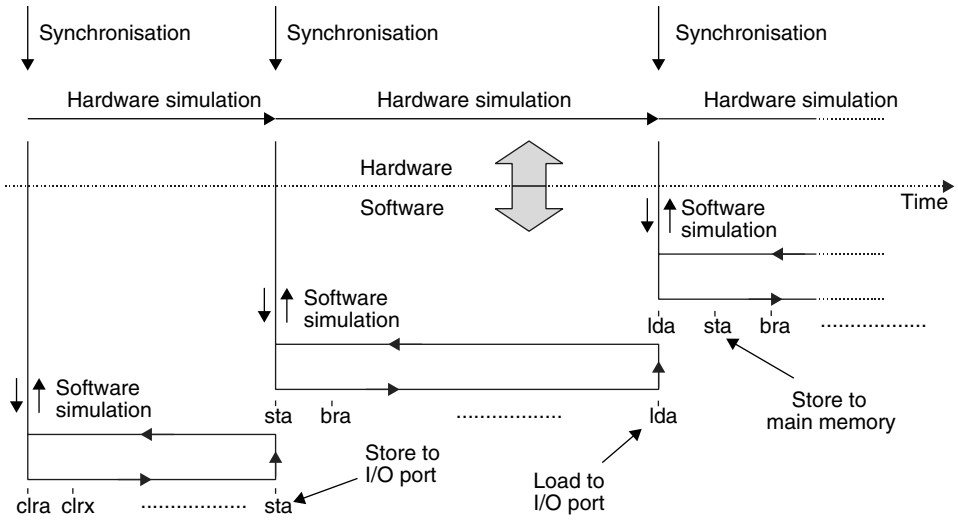 Synchronisation
Synchronisation
Synchronisation
Hardware simulation
Hardware simulation
Hardware simulation
Hardware
Software
Time
Software
simulation
lda
sta
bra
Store to
main memory
Software
simulation
sta
bra
lda
Load to
I/O port
Software
simulation
clra
clrx
sta
Store to
I/O port